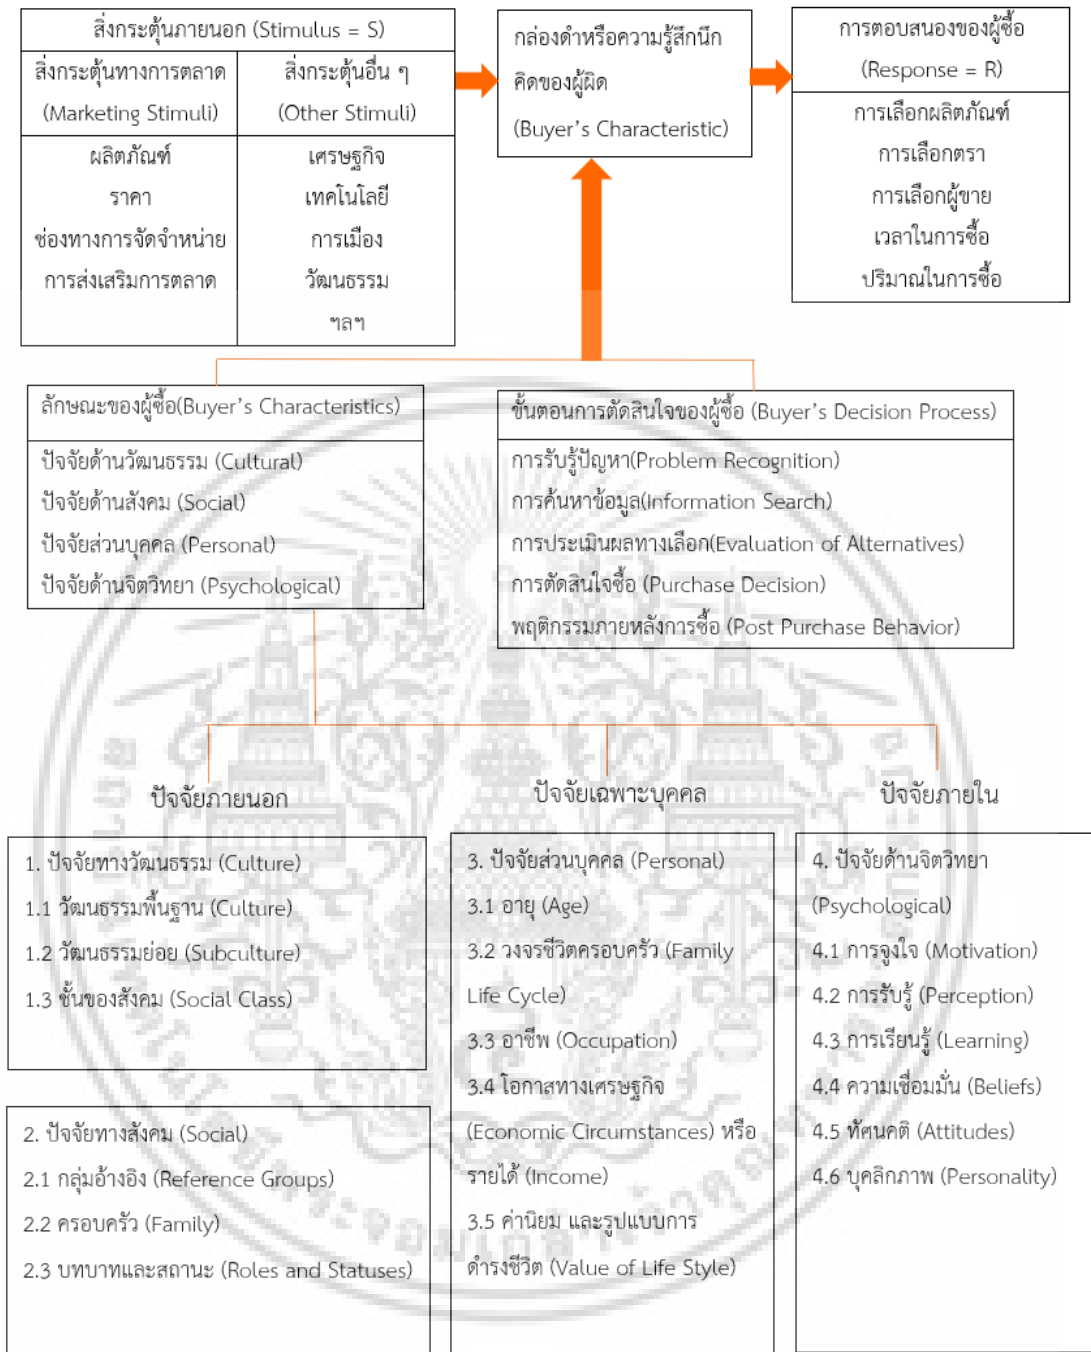 สิ่งกระตุ้นภายนอก (Stimulus = S)
สิ่งกระตุ้นทางการตลาด
(Marketing Stimuli)
ผลิตภัณฑ์
ราคา
ช่องทางการจัดจำหน่าย
การส่งเสริมการตลาด
สิ่งกระตุ้นอื่น ๆ
(Other Stimuli)
เศรษฐกิจ
เทคโนโลยี
การเมือง
วัฒนธรรม
ฯลฯ
กล่องดำหรือความรู้สึกนึก
คิดของผู้ผิด
(Buyer's Characteristic)
การตอบสนองของผู้ซื้อ
(Response = R)
การเลือกผลิตภัณฑ์
การเลือกตรา
การเลือกผู้ขาย
เวลาในการซื้อ
ปริมาณในการซื้อ
ลักษณะของผู้ซื้อ(Buyer's Characteristics)
ปัจจัยด้านวัฒนธรรม (Cultural)
ปัจจัยด้านสังคม (Social)
ปัจจัยส่วนบุคคล (Personal)
ปัจจัยด้านจิตวิทยา (Psychological)
ขั้นตอนการตัดสินใจของผู้ซื้อ (Buyer's Decision Process)
การรับรู้ปัญหา(Problem Recognition)
การค้นหาข้อมูล(Information Search)
การประเมินผลทางเลือก(Evaluation of Alternatives)
การตัดสินใจซื้อ (Purchase Decision)
พฤติกรรมภายหลังการซื้อ (Post Purchase Behavior)
ปัจจัยภายนอก
1. ปัจจัยทางวัฒนธรรม (Culture)
1.1 วัฒนธรรมพื้นฐาน (Culture)
1.2 วัฒนธรรมย่อย (Subculture)
1.3 ชั้นของสังคม (Social Class)
2. ปัจจัยทางสังคม (Social)
2.1 กลุ่มอ้างอิง (Reference Groups)
2.2 ครอบครัว (Family)
2.3 บทบาทและสถานะ (Roles and Statuses)
ปัจจัยเฉพาะบุคคล
3. ปัจจัยส่วนบุคคล (Personal)
3.1 อายุ (Age)
3.2 วงจรชีวิตครอบครัว (Family
Life Cycle)
3.3 อาชีพ (Occupation)
3.4 โอกาสทางเศรษฐกิจ
(Economic Circumstances) หรือ
รายได้ (Income)
3.5 ค่านิยม และรูปแบบการ
ดำรงชีวิต (Value of Life Style)
ปัจจัยภายใน
4. ปัจจัยด้านจิตวิทยา
(Psychological)
4.1 การจูงใจ (Motivation)
4.2 การรับรู้ (Perception)
4.3 การเรียนรู้ (Learning)
4.4 ความเชื่อมั่น (Beliefs)
4.5 ทัศนคติ (Attitudes)
4.6 บุคลิกภาพ (Personality)